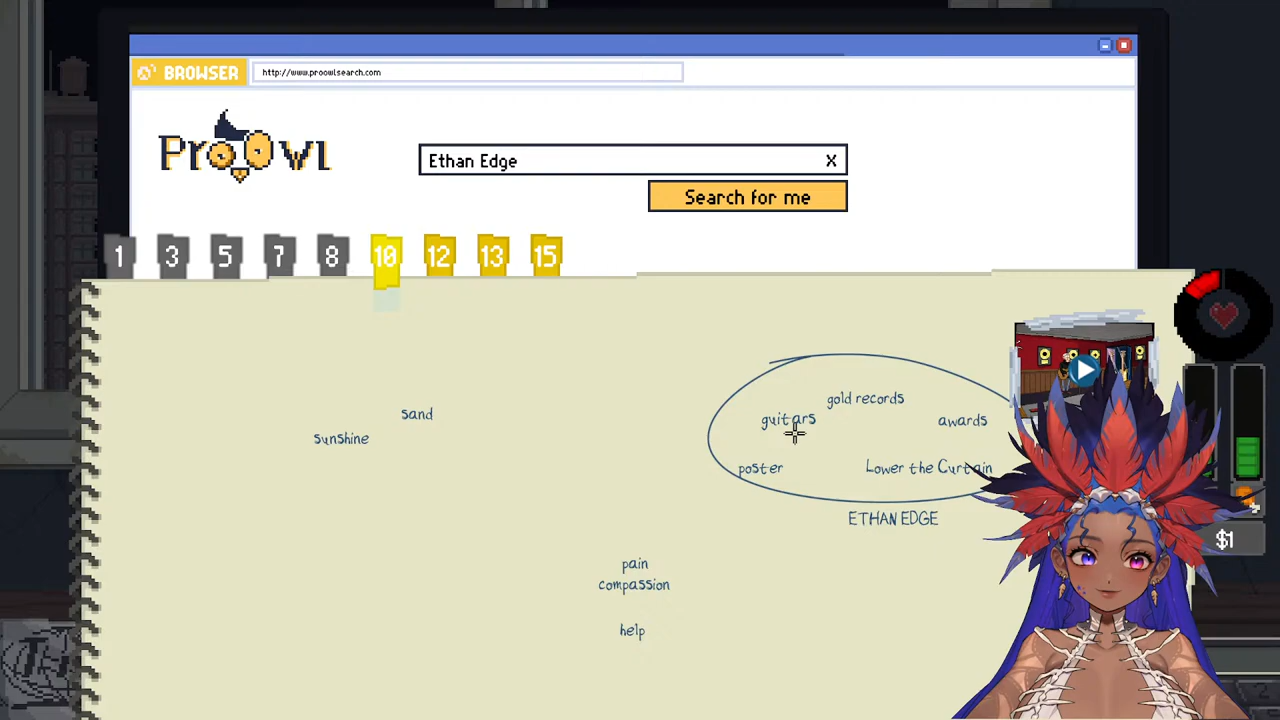 BROWSER
http://www.proowlsearch.com
PrOOwl
Ethan Edge X
Search for me
1 3 5 7 8 10 12 13 15
gold records
sand
guitars
awards
sunshine
poster
Lower the Curtain
ETHAN EDGE
$1
pain
compassion
help